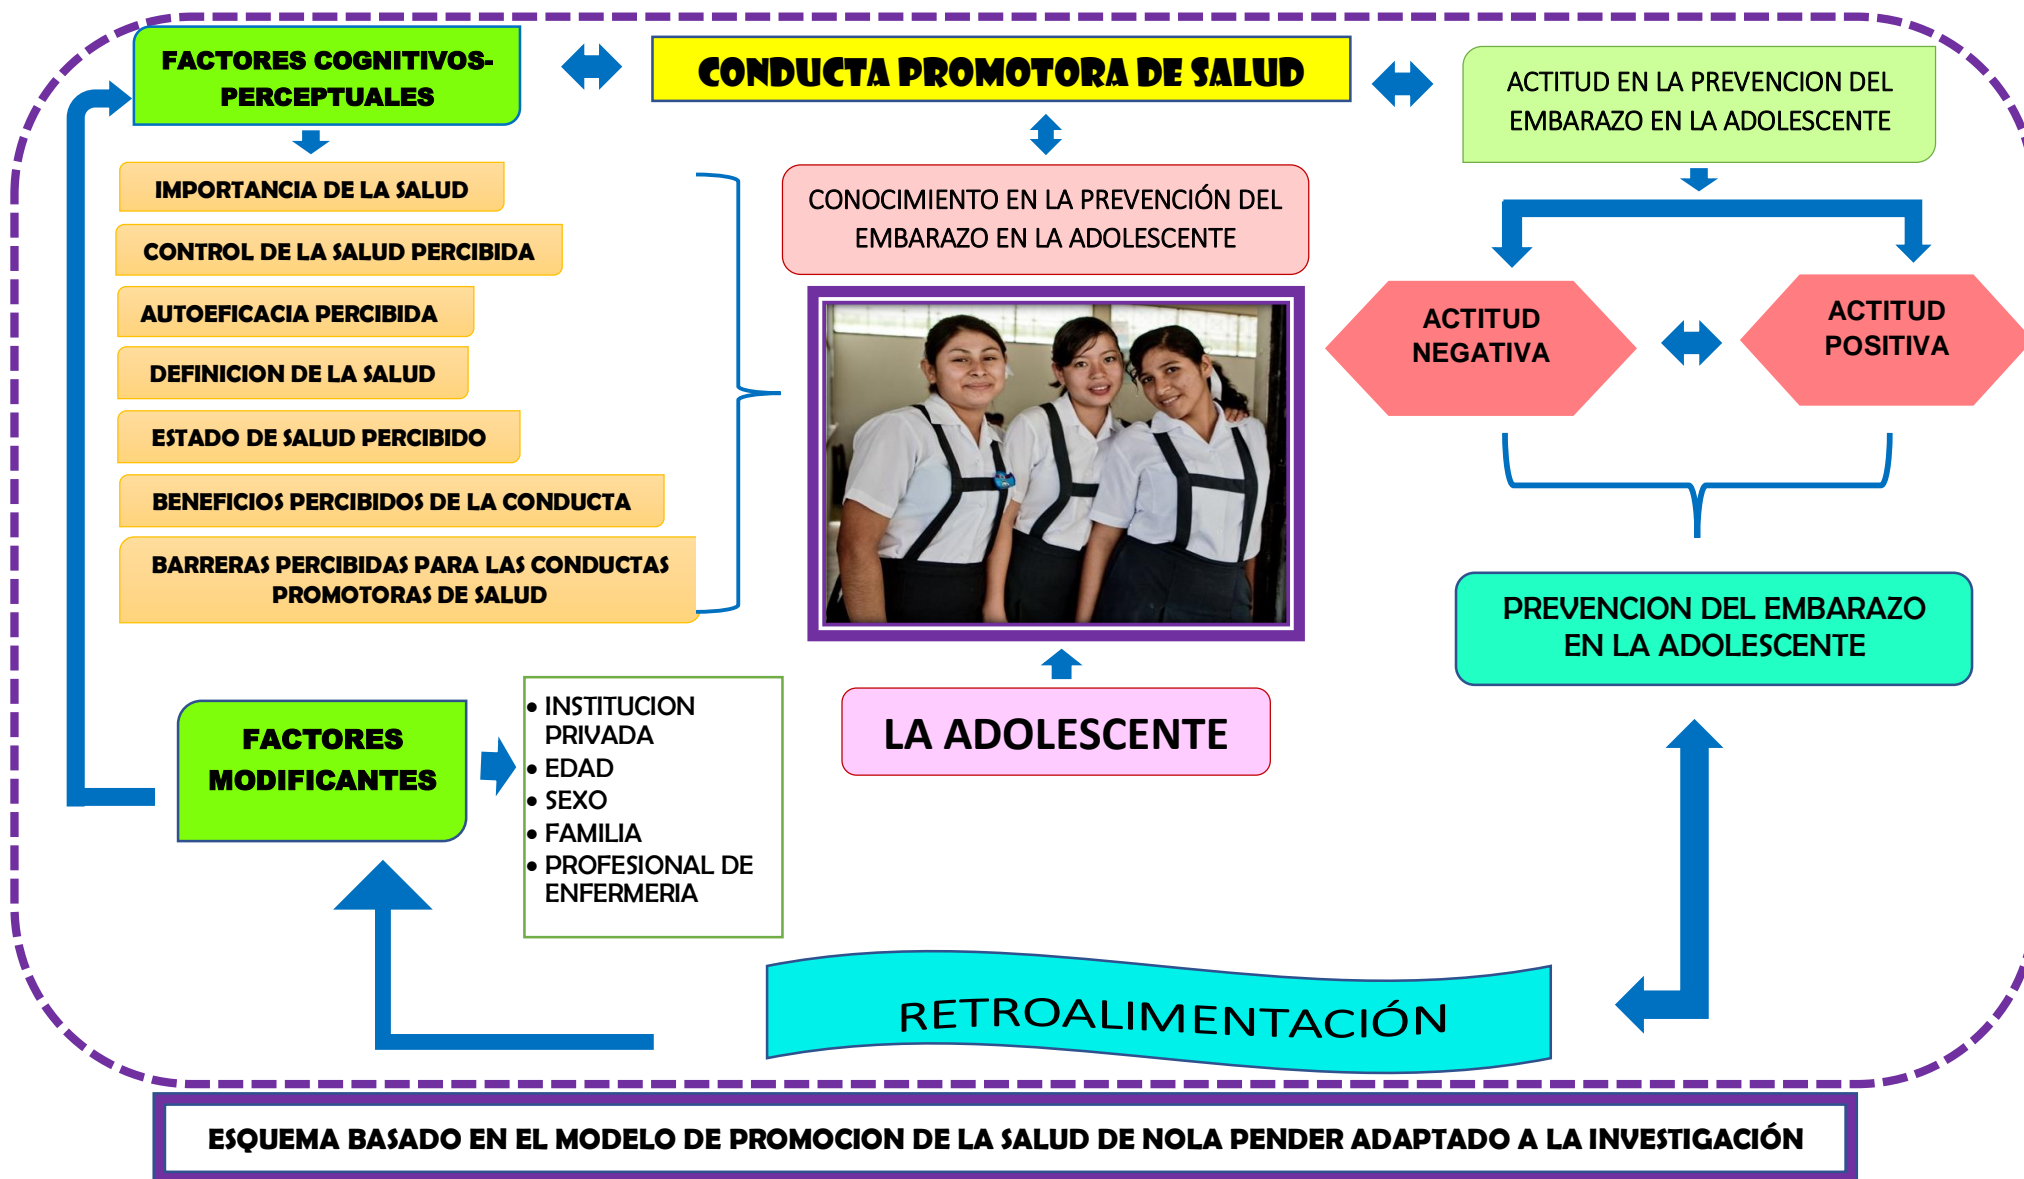 FACTORES COGNITIVOS-
PERCEPTUALES
CONDUCTA PROMOTORA DE SALUD
ACTITUD EN LA PREVENCION DEL
EMBARAZO EN LA ADOLESCENTE
IMPORTANCIA DE LA SALUD
CONTROL DE LA SALUD PERCIBIDA
AUTOEFICACIA PERCIBIDA
DEFINICION DE LA SALUD
ESTADO DE SALUD PERCIBIDO
BENEFICIOS PERCIBIDOS DE LA CONDUCTA
BARRERAS PERCIBIDAS PARA LAS CONDUCTAS
PROMOTORAS DE SALUD
CONOCIMIENTO EN LA PREVENCIÓN DEL
EMBARAZO EN LA ADOLESCENTE
ACTITUD
NEGATIVA
ACTITUD
POSITIVA
PREVENCION DEL EMBARAZO
EN LA ADOLESCENTE
LA ADOLESCENTE
FACTORES
MODIFICANTES
• INSTITUCION
PRIVADA
• EDAD
• SEXO
• FAMILIA
• PROFESIONAL DE
ENFERMERIA
RETROALIMENTACIÓN
ESQUEMA BASADO EN EL MODELO DE PROMOCION DE LA SALUD DE NOLA PENDER ADAPTADO A LA INVESTIGACIÓN